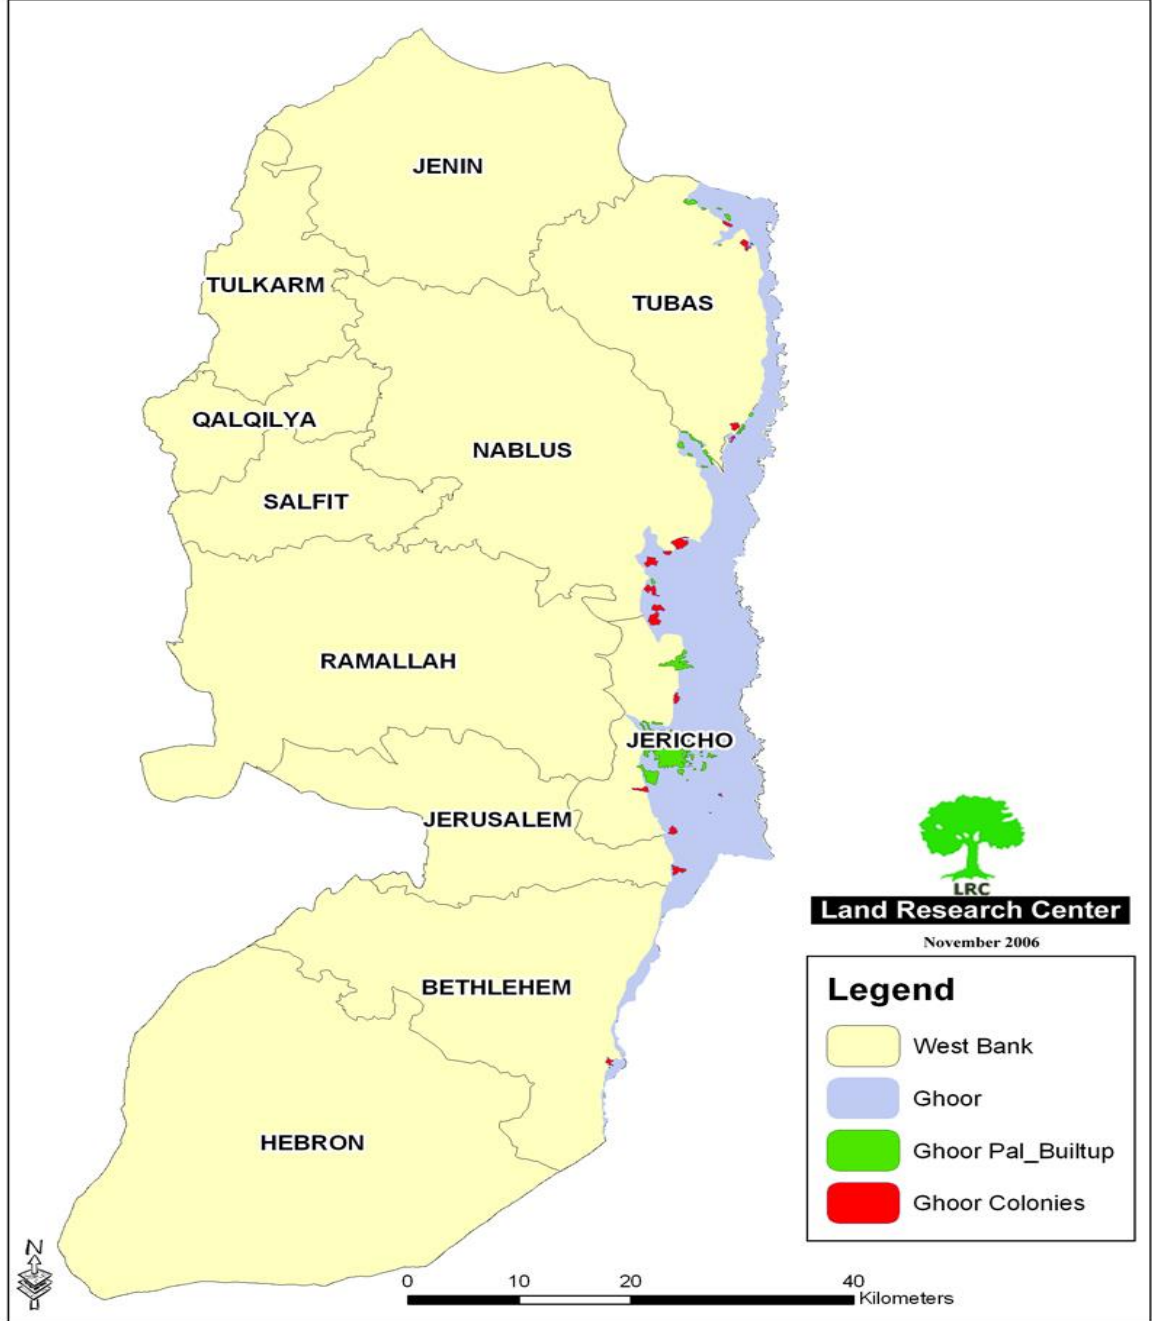 JENIN
TULKARM
TUBAS
QALQILYA
NABLUS
SALFIT
RAMALLAH
JERICHO
JERUSALEM
LRC
Land Research Center
November 2006
BETHLEHEM
Legend
West Bank
Ghoor
Ghoor Pal_Builtup
HEBRON
Ghoor Colonies
N
0 10 20 40
Kilometers